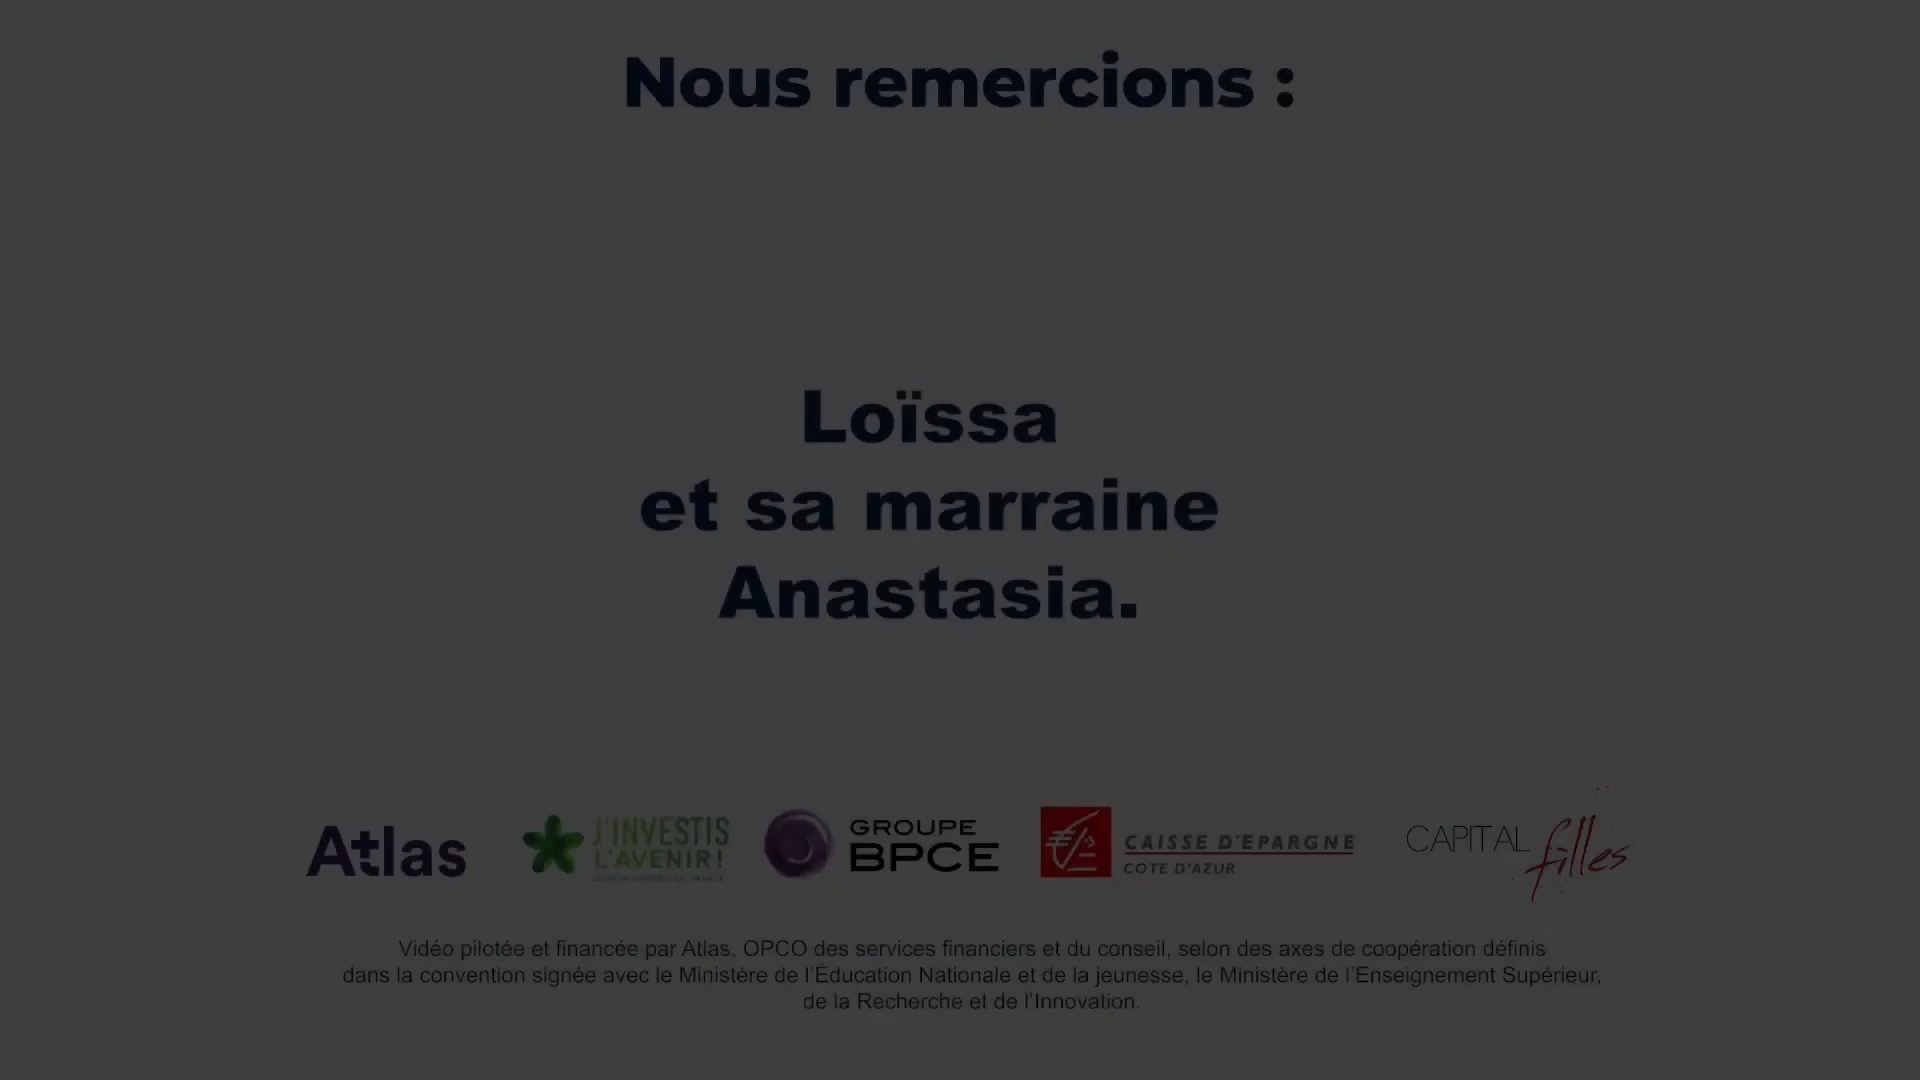 Nous remercions :
Loïssa
et sa marraine
Anastasia.
Atlas
J'INVESTIS
L'AVENIR!
GROUPE
BPCE
CAISSE D'EPARGNE
COTE D'AZUR
CAPITAL
filles
Vidéo pilotée et financée par Atlas, OPCO des services financiers et du conseil, selon des axes de coopération définis
dans la convention signée avec le Ministère de l'Éducation Nationale et de la jeunesse, le Ministère de l'Enseignement Supérieur,
de la Recherche et de l'Innovation.